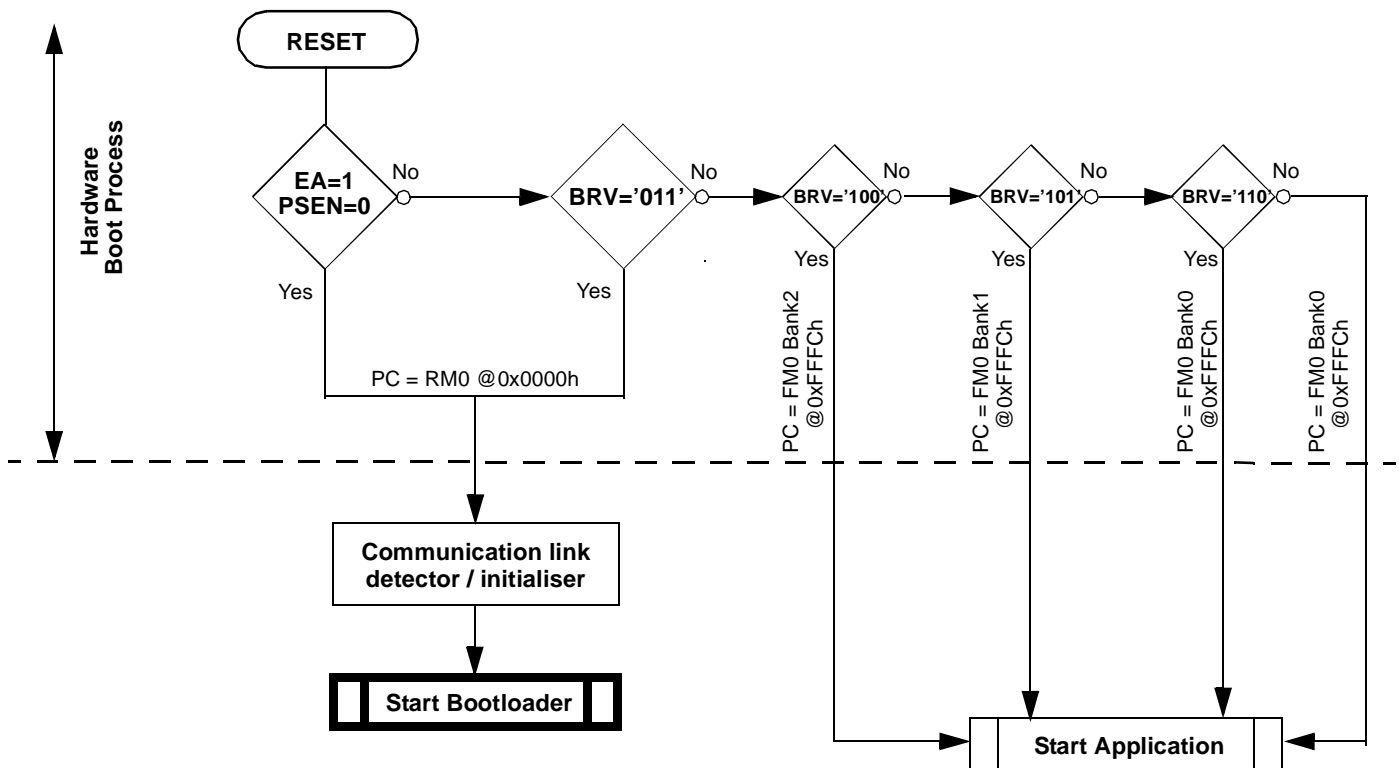 RESET
Hardware
Boot Process
EA=1
PSEN=0
No
Yes
BRV='011'
No
Yes
BRV='100'
No
Yes
BRV='101'
No
Yes
BRV='110'
No
Yes
PC = RM0 @0x0000h
PC = FM0 Bank2
@0xFFFCh
PC = FM0 Bank1
@0xFFFCh
PC = FM0 Bank0
@0xFFFCh
PC = FM0 Bank0
@0xFFFCh
Communication link
detector / initialiser
Start Bootloader
Start Application